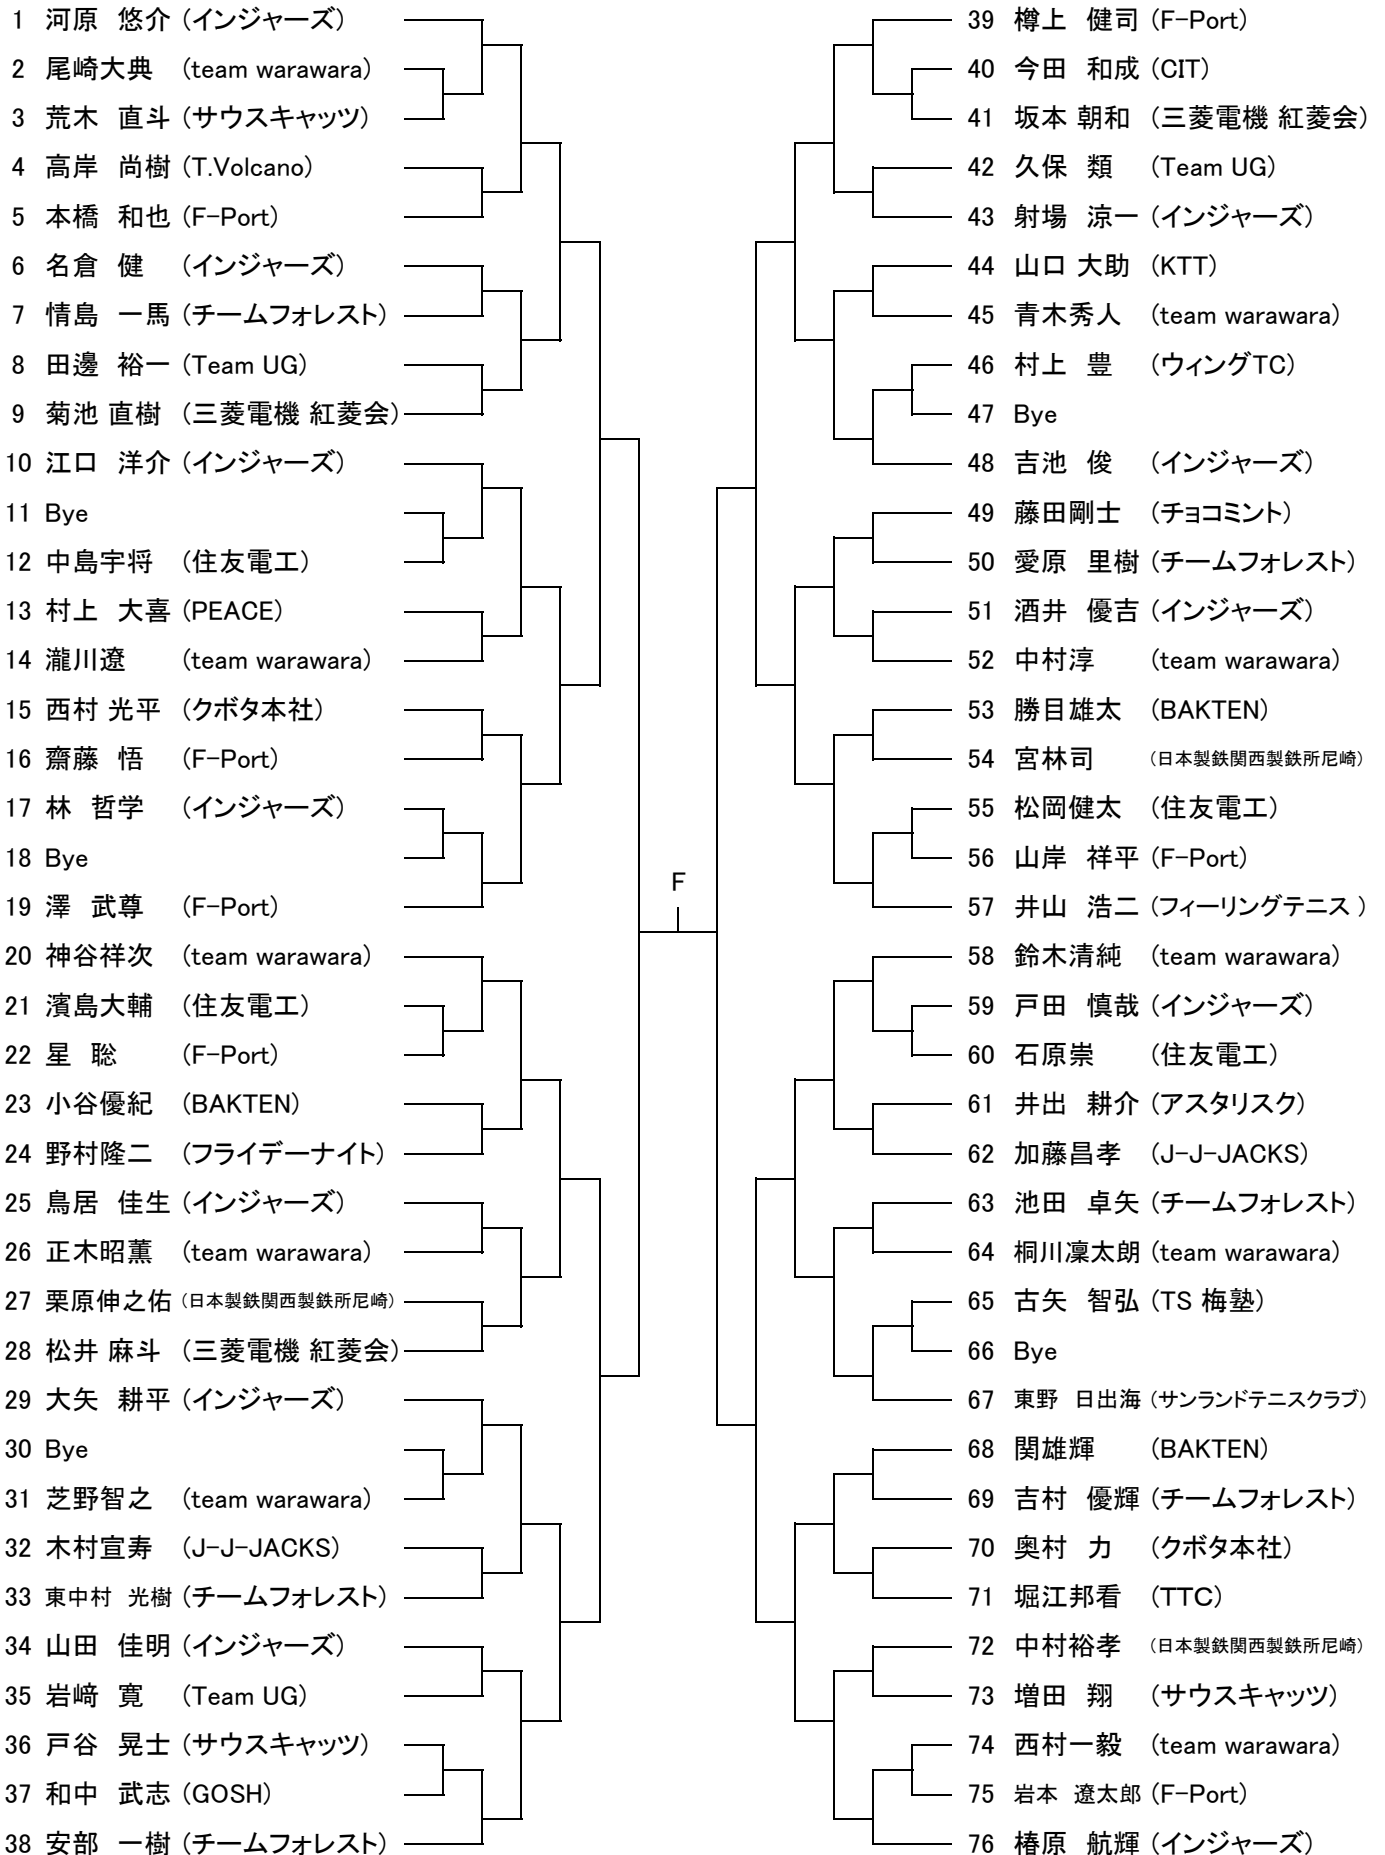 1 河原 悠介 (インジャーズ)
2 尾崎大典 (team warawara)
3 荒木 直斗 (サウスキャッツ)
4 高岸 尚樹 (T.Volcano)
5 本橋 和也 (F-Port)
6 名倉 健 (インジャーズ)
7 情島 一馬 (チームフォレスト)
8 田邊 裕一 (Team UG)
9 菊池 直樹 (三菱電機 紅菱会)
10 江口 洋介 (インジャーズ)
11 Bye
12 中島宇将 (住友電工)
13 村上 大喜 (PEACE)
14 瀧川遼 (team warawara)
15 西村 光平 (クボタ本社)
16 齋藤 悟 (F-Port)
17 林 哲学 (インジャーズ)
18 Bye
19 澤 武尊 (F-Port)
20 神谷祥次 (team warawara)
21 濱島大輔 (住友電工)
22 星 聡 (F-Port)
23 小谷優紀 (BAKTEN)
24 野村隆二 (フライデーナイト)
25 鳥居 佳生 (インジャーズ)
26 正木昭薫 (team warawara)
27 栗原伸之佑 (日本製鉄関西製鉄所尼崎)
28 松井 麻斗 (三菱電機 紅菱会)
29 大矢 耕平 (インジャーズ)
30 Bye
31 芝野智之 (team warawara)
32 木村宣寿 (J-J-JACKS)
33 東中村 光樹 (チームフォレスト)
34 山田 佳明 (インジャーズ)
35 岩﨑 寛 (Team UG)
36 戸谷 晃士 (サウスキャッツ)
37 和中 武志 (GOSH)
38 安部 一樹 (チームフォレスト)
F
39 樽上 健司 (F-Port)
40 今田 和成 (CIT)
41 坂本 朝和 (三菱電機 紅菱会)
42 久保 類 (Team UG)
43 射場 涼一 (インジャーズ)
44 山口 大助 (KTT)
45 青木秀人 (team warawara)
46 村上 豊 (ウィングTC)
47 Bye
48 吉池 俊 (インジャーズ)
49 藤田剛士 (チョコミント)
50 愛原 里樹 (チームフォレスト)
51 酒井 優吉 (インジャーズ)
52 中村淳 (team warawara)
53 勝目雄太 (BAKTEN)
54 宮林司 (日本製鉄関西製鉄所尼崎)
55 松岡健太 (住友電工)
56 山岸 祥平 (F-Port)
57 井山 浩二 (フィーリングテニス )
58 鈴木清純 (team warawara)
59 戸田 慎哉 (インジャーズ)
60 石原崇 (住友電工)
61 井出 耕介 (アスタリスク)
62 加藤昌孝 (J-J-JACKS)
63 池田 卓矢 (チームフォレスト)
64 桐川凜太朗 (team warawara)
65 古矢 智弘 (TS 梅塾)
66 Bye
67 東野 日出海 (サンランドテニスクラブ)
68 関雄輝 (BAKTEN)
69 吉村 優輝 (チームフォレスト)
70 奥村 力 (クボタ本社)
71 堀江邦看 (TTC)
72 中村裕孝 (日本製鉄関西製鉄所尼崎)
73 増田 翔 (サウスキャッツ)
74 西村一毅 (team warawara)
75 岩本 遼太郎 (F-Port)
76 椿原 航輝 (インジャーズ)